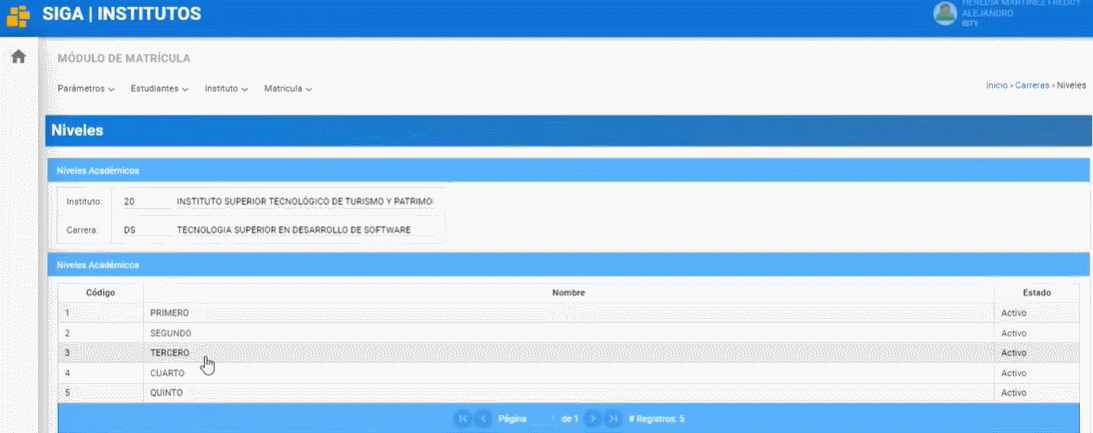 SIGA | INSTITUTOS
HEREDIA MARTINEZ FREDDY
ALEJANDRO
ISTY
MÓDULO DE MATRÍCULA
Parámetros Estudiantes Instituto Matricula
Inicio » Carreras » Niveles
Niveles
Niveles Académicos
Instituto: 20 INSTITUTO SUPERIOR TECNOLÓGICO DE TURISMO Y PATRIMO
Carrera: DS TECNOLOGIA SUPERIOR EN DESARROLLO DE SOFTWARE
Niveles Académicos
Código Nombre Estado
1 PRIMERO Activo
2 SEGUNDO Activo
3 TERCERO Activo
4 CUARTO Activo
5 QUINTO Activo
Página 1 de 1 # Registros: 5